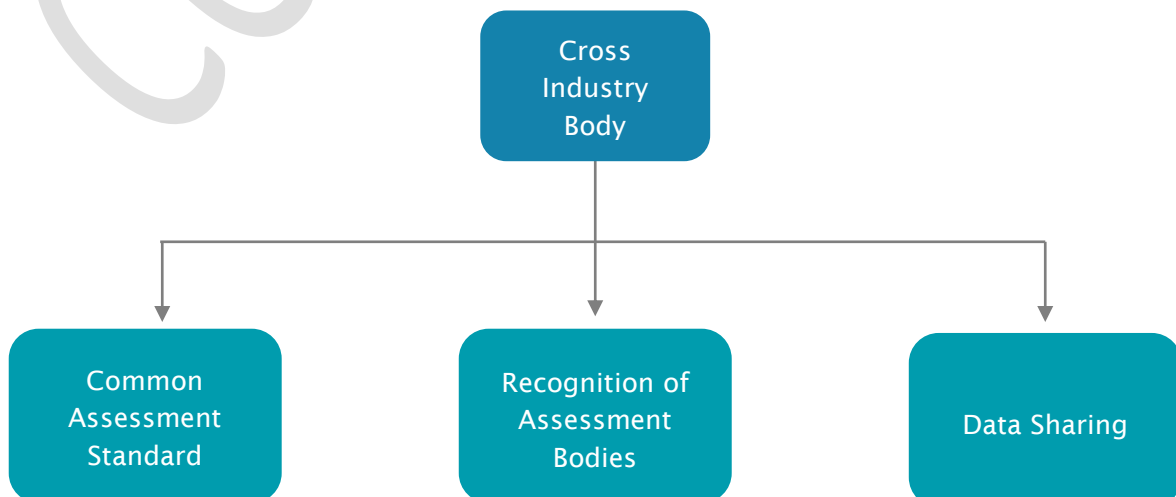 Cross
Industry
Body
Common
Assessment
Standard
Recognition of
Assessment
Bodies
Data Sharing